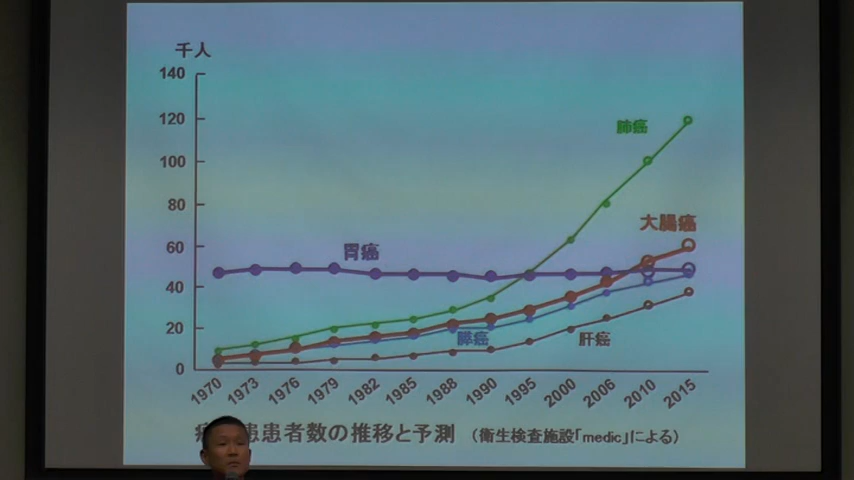 千人
140
120
100
80
60
40
20
0
肺癌
大腸癌
胃癌
膵癌
肝癌
1970 1973 1976 1979 1982 1985 1988 1990 1995 2000 2006 2010 2015
患患者数の推移と予測 (衛生検査施設「medic」による)